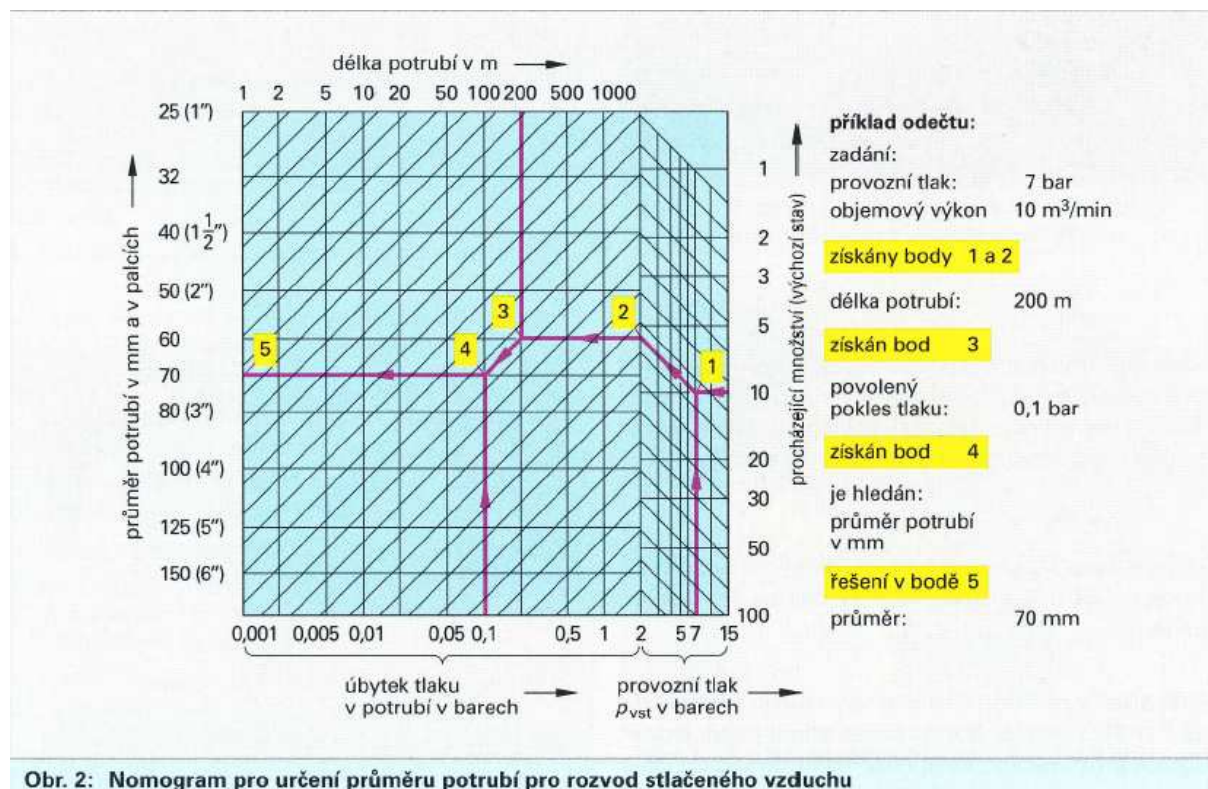 délka potrubí v m
1 2 5 10 20 50 100 200 500 1000
průměr potrubí v mm a v palcích
25 (1")
32
40 (1 1/2")
50 (2")
60
70
80 (3")
100 (4")
125 (5")
150 (6")
5
4
3
2
1
1
2
3
5
10
20
30
50
100
procházející množství (výchozí stav)
0,001 0,005 0,01 0,05 0,1 0,5 1 2 5 7 15
úbytek tlaku
v potrubí v barech
provozní tlak
pvst v barech
příklad odečtu:
zadání:
provozní tlak: 7 bar
objemový výkon 10 m³/min
získány body 1 a 2
délka potrubí: 200 m
získán bod 3
povolený
pokles tlaku: 0,1 bar
získán bod 4
je hledán:
průměr potrubí
v mm
řešení v bodě 5
průměr: 70 mm
Obr. 2: Nomogram pro určení průměru potrubí pro rozvod stlačeného vzduchu